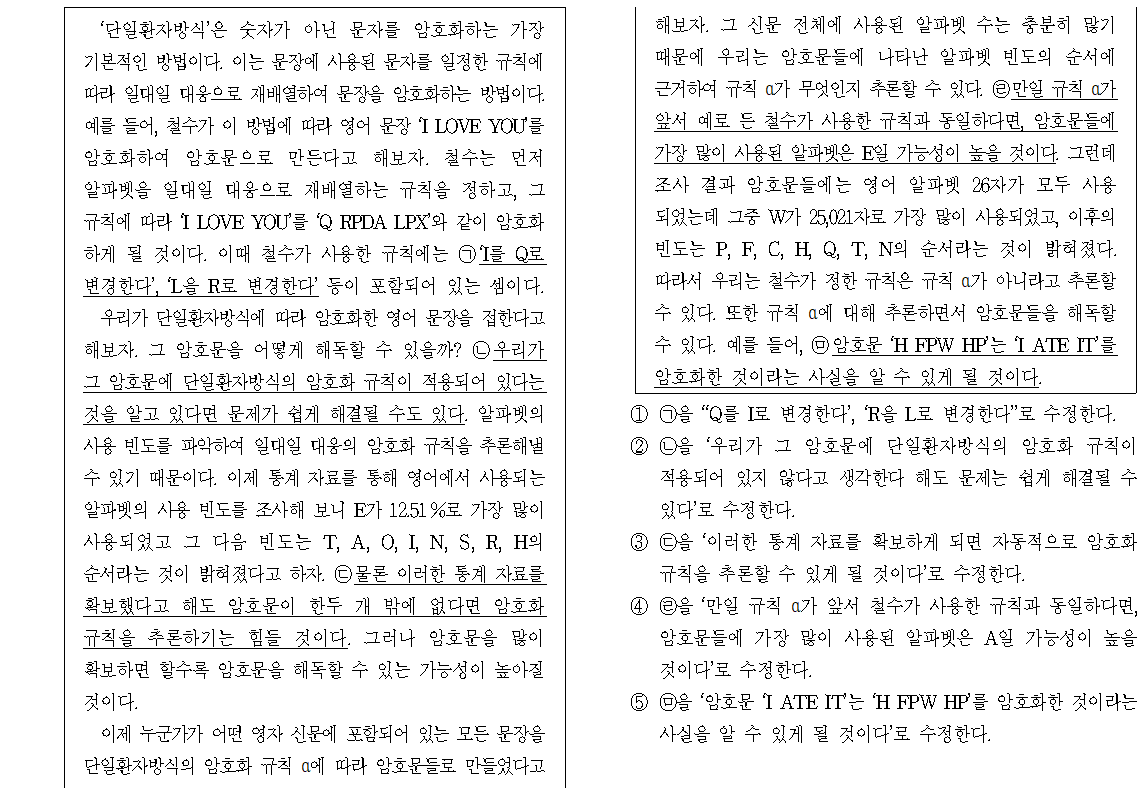 ‘단일환자방식’은 숫자가 아닌 문자를 암호화하는 가장
기본적인 방법이다. 이는 문장에 사용된 문자를 일정한 규칙에
따라 일대일 대응으로 재배열하여 문장을 암호화하는 방법이다.
예를 들어, 철수가 이 방법에 따라 영어 문장 ‘I LOVE YOU’를
암호화하여 암호문으로 만든다고 해보자. 철수는 먼저
알파벳을 일대일 대응으로 재배열하는 규칙을 정하고, 그
규칙에 따라 ‘I LOVE YOU’를 ‘Q RPDA LPX’와 같이 암호화
하게 될 것이다. 이때 철수가 사용한 규칙에는 ㉠‘I를 Q로
변경한다’, ‘L을 R로 변경한다’ 등이 포함되어 있는 셈이다.
우리가 단일환자방식에 따라 암호화한 영어 문장을 접한다고
해보자. 그 암호문을 어떻게 해독할 수 있을까? ㉡우리가
그 암호문에 단일환자방식의 암호화 규칙이 적용되어 있다는
것을 알고 있다면 문제가 쉽게 해결될 수도 있다. 알파벳의
사용 빈도를 파악하여 일대일 대응의 암호화 규칙을 추론해낼
수 있기 때문이다. 이제 통계 자료를 통해 영어에서 사용되는
알파벳의 사용 빈도를 조사해 보니 E가 12.51%로 가장 많이
사용되었고 그 다음 빈도는 T, A, O, I, N, S, R, H의
순서라는 것이 밝혀졌다고 하자. ㉢물론 이러한 통계 자료를
확보했다고 해도 암호문이 한두 개 밖에 없다면 암호화
규칙을 추론하기는 힘들 것이다. 그러나 암호문을 많이
확보하면 할수록 암호문을 해독할 수 있는 가능성이 높아질
것이다.
이제 누군가가 어떤 영자 신문에 포함되어 있는 모든 문장을
단일환자방식의 암호화 규칙 α에 따라 암호문들로 만들었다고
해보자. 그 신문 전체에 사용된 알파벳 수는 충분히 많기
때문에 우리는 암호문들에 나타난 알파벳 빈도의 순서에
근거하여 규칙 α가 무엇인지 추론할 수 있다. ㉣만일 규칙 α가
앞서 예로 든 철수가 사용한 규칙과 동일하다면, 암호문들에
가장 많이 사용된 알파벳은 E일 가능성이 높을 것이다. 그런데
조사 결과 암호문들에는 영어 알파벳 26자가 모두 사용
되었는데 그중 W가 25,021자로 가장 많이 사용되었고, 이후의
빈도는 P, F, C, H, Q, T, N의 순서라는 것이 밝혀졌다.
따라서 우리는 철수가 정한 규칙은 규칙 α가 아니라고 추론할
수 있다. 또한 규칙 α에 대해 추론하면서 암호문들을 해독할
수 있다. 예를 들어, ㉤암호문 ‘H FPW HP’는 ‘I ATE IT’를
암호화한 것이라는 사실을 알 수 있게 될 것이다.
① ㉠을 “Q를 I로 변경한다’, ‘R을 L로 변경한다”로 수정한다.
② ㉡을 ‘우리가 그 암호문에 단일환자방식의 암호화 규칙이
적용되어 있지 않다고 생각한다 해도 문제는 쉽게 해결될 수
있다’로 수정한다.
③ ㉢을 ‘이러한 통계 자료를 확보하게 되면 자동적으로 암호화
규칙을 추론할 수 있게 될 것이다’로 수정한다.
④ ㉣을 ‘만일 규칙 α가 앞서 철수가 사용한 규칙과 동일하다면,
암호문들에 가장 많이 사용된 알파벳은 A일 가능성이 높을
것이다’로 수정한다.
⑤ ㉤을 ‘암호문 ‘I ATE IT’는 ‘H FPW HP’를 암호화한 것이라는
사실을 알 수 있게 될 것이다’로 수정한다.